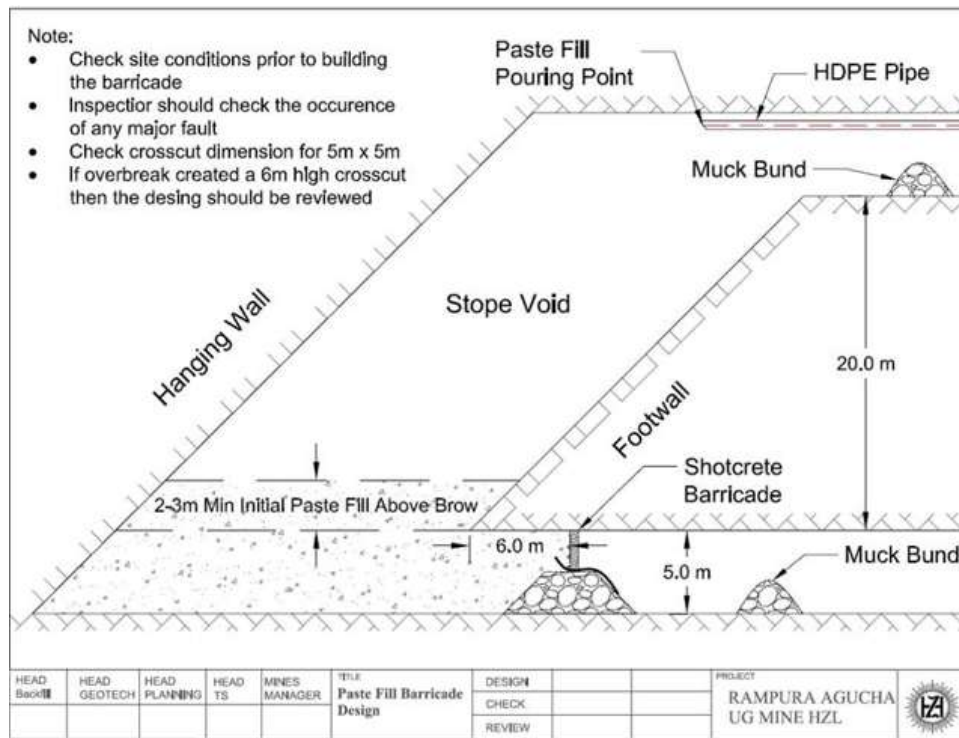 Note:
• Check site conditions prior to building
the barricade
• Inspectior should check the occurence
of any major fault
• Check crosscut dimension for 5m x 5m
• If overbreak created a 6m high crosscut
then the desing should be reviewed
Paste Fill
Pouring Point
HDPE Pipe
Muck Bund
Hanging Wall
Stope Void
20.0 m
Footwall
Shotcrete
Barricade
2-3m Min Initial Paste Fill Above Brow
6.0 m
5.0 m
Muck Bund
HEAD
Backfill
HEAD
GEOTECH
HEAD
PLANNING
HEAD
TS
MINES
MANAGER
TITLE
Paste Fill Barricade
Design
DESIGN
CHECK
REVIEW
PROJECT
RAMPURA AGUCHA
UG MINE HZL
HZL